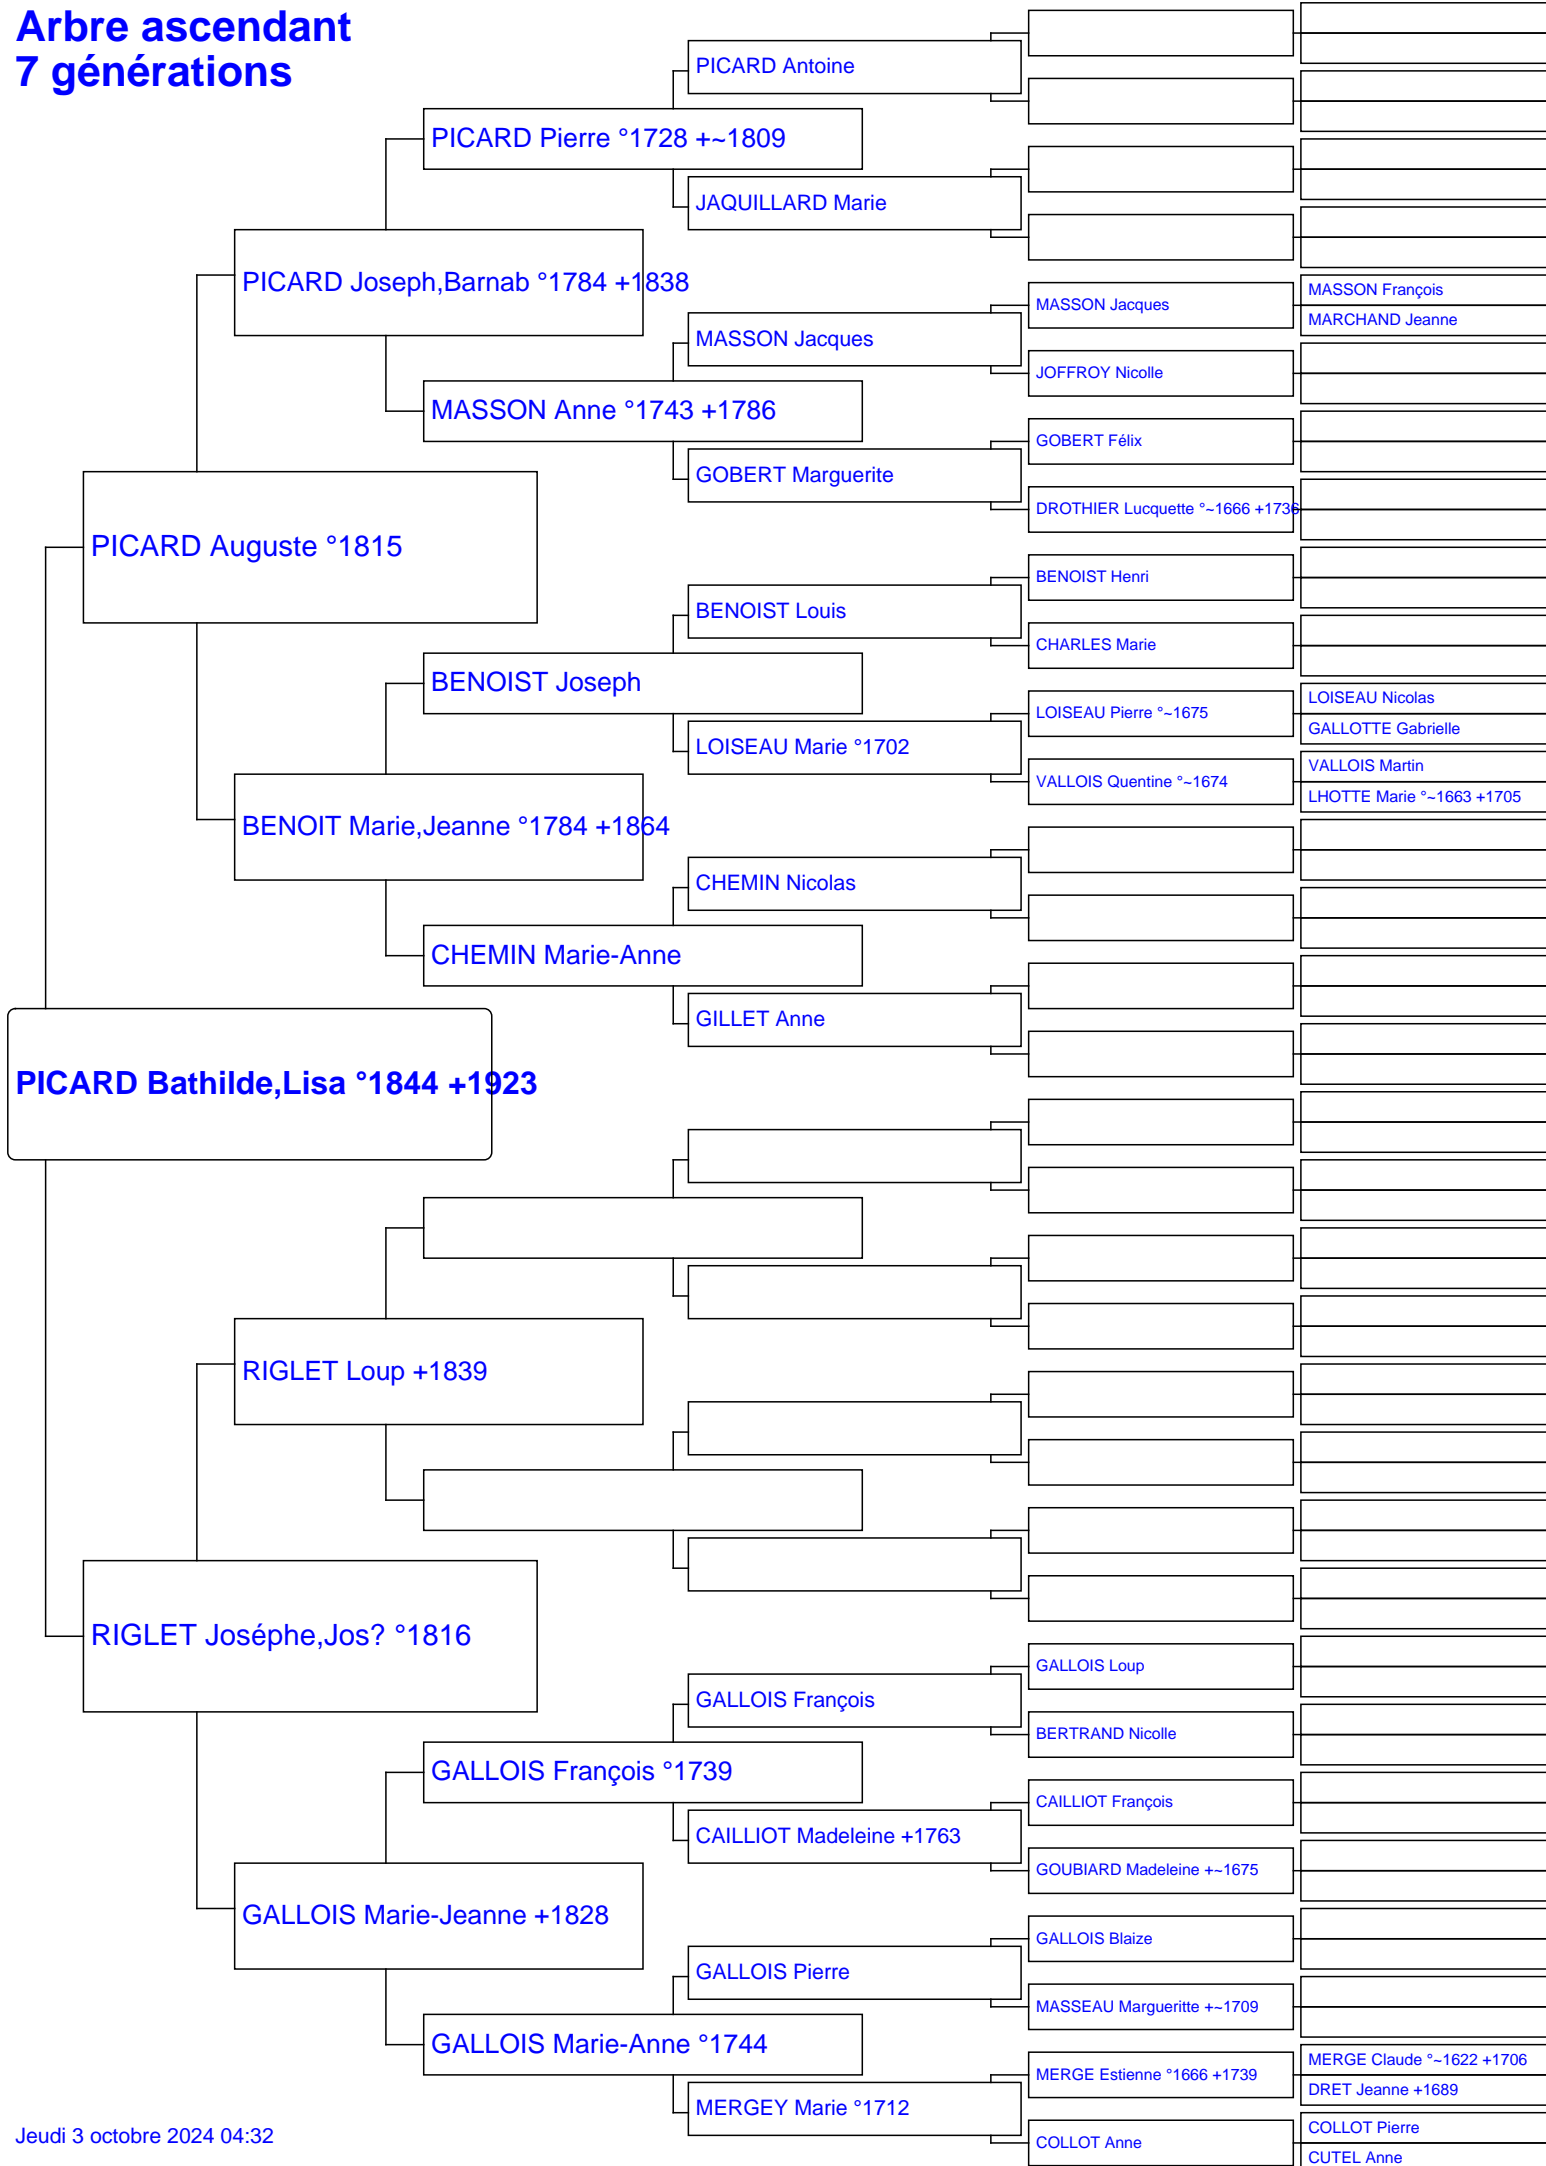 Arbre ascendant
7 générations
PICARD Antoine
PICARD Pierre °1728 +~1809
JAQUILLARD Marie
PICARD Joseph,Barnab °1784 +1838
MASSON François
MASSON Jacques
MARCHAND Jeanne
MASSON Jacques
JOFFROY Nicolle
MASSON Anne °1743 +1786
GOBERT Félix
GOBERT Marguerite
DROTHIER Lucquette °~1666 +1736
PICARD Auguste °1815
BENOIST Henri
BENOIST Louis
CHARLES Marie
BENOIST Joseph
LOISEAU Nicolas
LOISEAU Pierre °~1675
GALLOTTE Gabrielle
LOISEAU Marie °1702
VALLOIS Martin
VALLOIS Quentine °~1674
LHOTTE Marie °~1663 +1705
BENOIT Marie,Jeanne °1784 +1864
CHEMIN Nicolas
CHEMIN Marie-Anne
GILLET Anne
PICARD Bathilde,Lisa °1844 +1923
RIGLET Loup +1839
RIGLET Joséphe,Jos? °1816
GALLOIS Loup
GALLOIS François
BERTRAND Nicolle
GALLOIS François °1739
CAILLIOT François
CAILLIOT Madeleine +1763
GOUBIARD Madeleine +~1675
GALLOIS Marie-Jeanne +1828
GALLOIS Blaize
GALLOIS Pierre
MASSEAU Margueritte +~1709
GALLOIS Marie-Anne °1744
MERGE Claude °~1622 +1706
MERGE Estienne °1666 +1739
DRET Jeanne +1689
MERGEY Marie °1712
COLLOT Pierre
COLLOT Anne
CUTEL Anne
Jeudi 3 octobre 2024 04:32